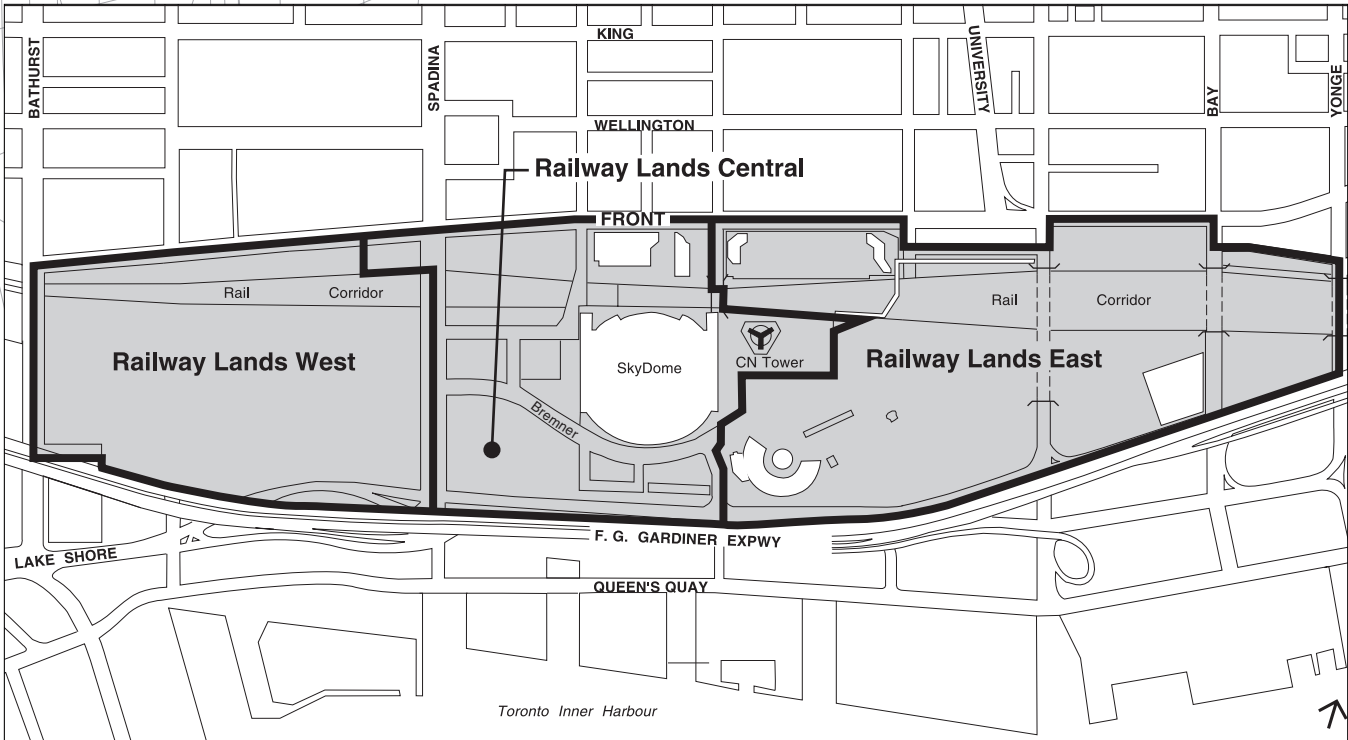 KING
BATHURST
SPADINA
UNIVERSITY
BAY
YONGE
WELLINGTON
Railway Lands Central
FRONT
Rail Corridor
Rail Corridor
Railway Lands West
SkyDome
CN Tower
Railway Lands East
Bremner
F. G. GARDINER EXPWY
LAKE SHORE
QUEEN'S QUAY
Toronto Inner Harbour